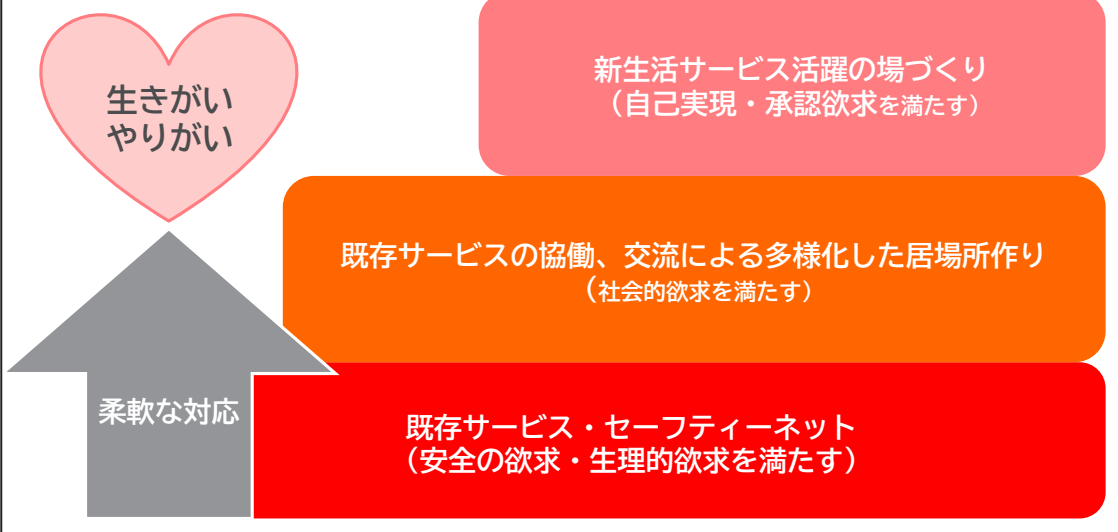 生きがい
やりがい
新生活サービス活躍の場づくり
（自己実現・承認欲求を満たす）
既存サービスの協働、交流による多様化した居場所作り
（社会的欲求を満たす）
柔軟な対応
既存サービス・セーフティーネット
（安全の欲求・生理的欲求を満たす）